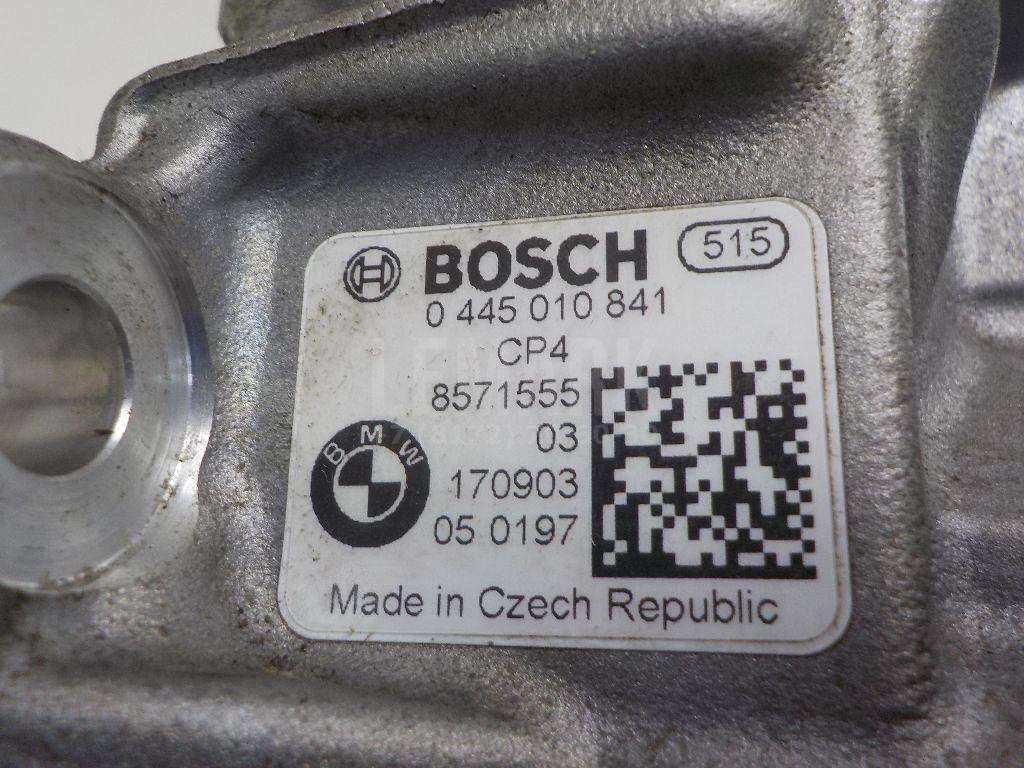 BOSCH 515
0 445 010 841
CP4
8571555
03
BMW
170903
05 0197
Made in Czech Republic